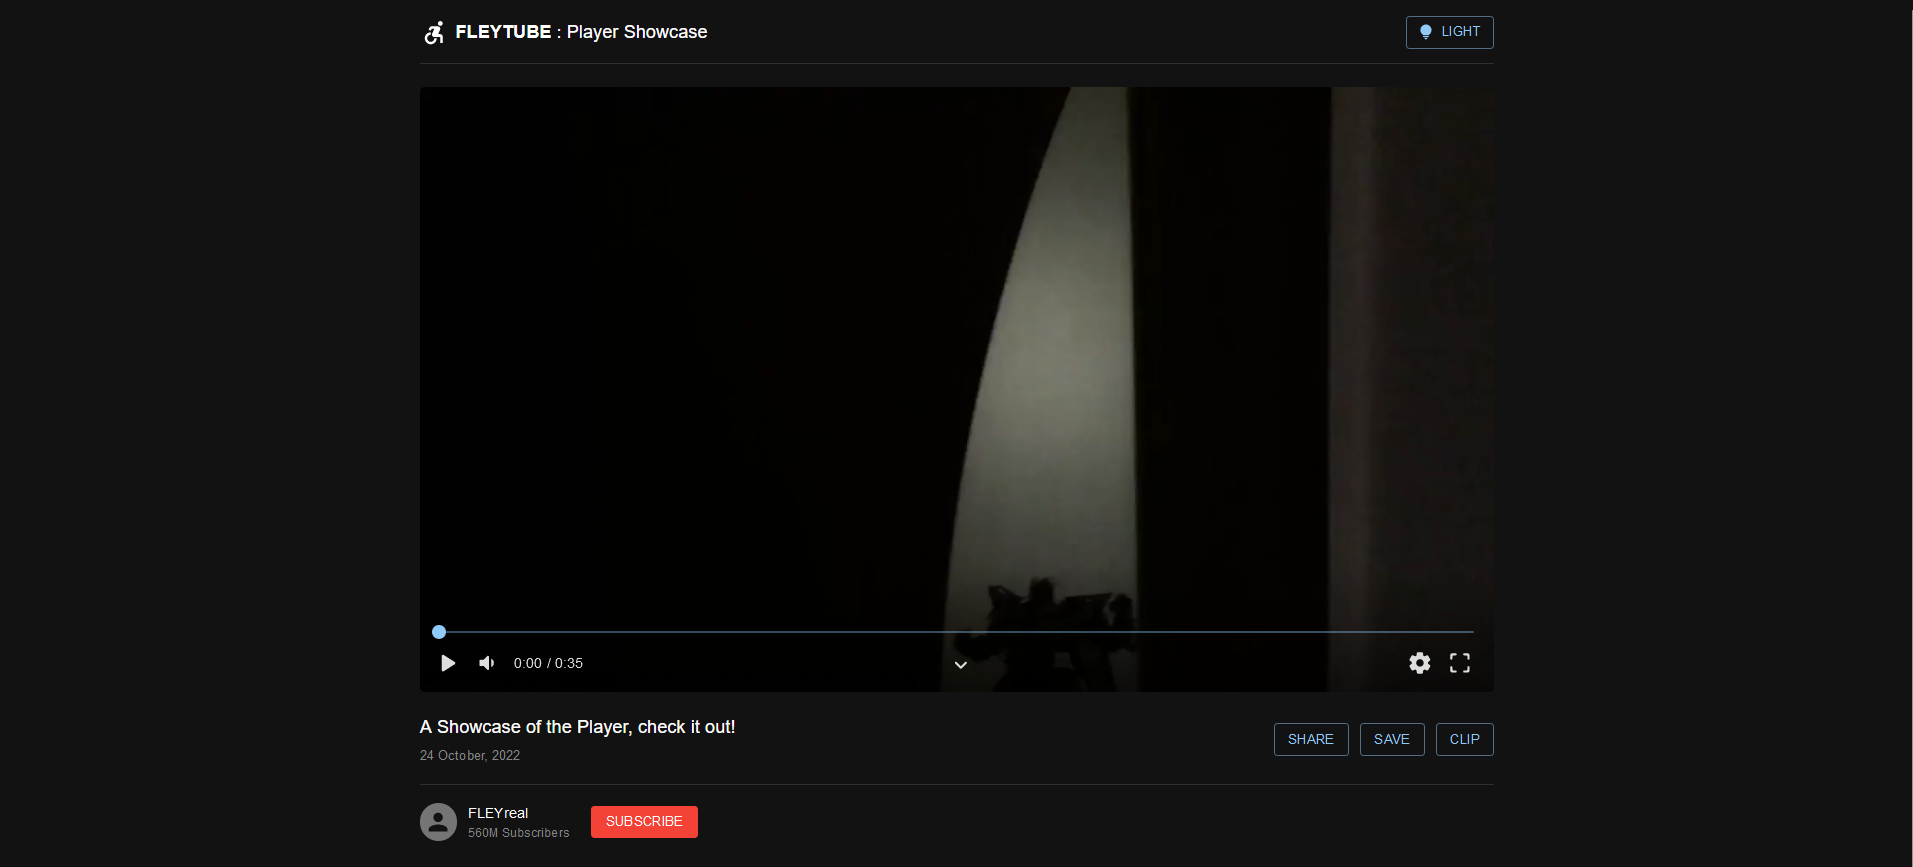 FLEYTUBE : Player Showcase
LIGHT
0:00 / 0:35
A Showcase of the Player, check it out!
24 October, 2022
SHARE
SAVE
CLIP
FLEYreal
560M Subscribers
SUBSCRIBE